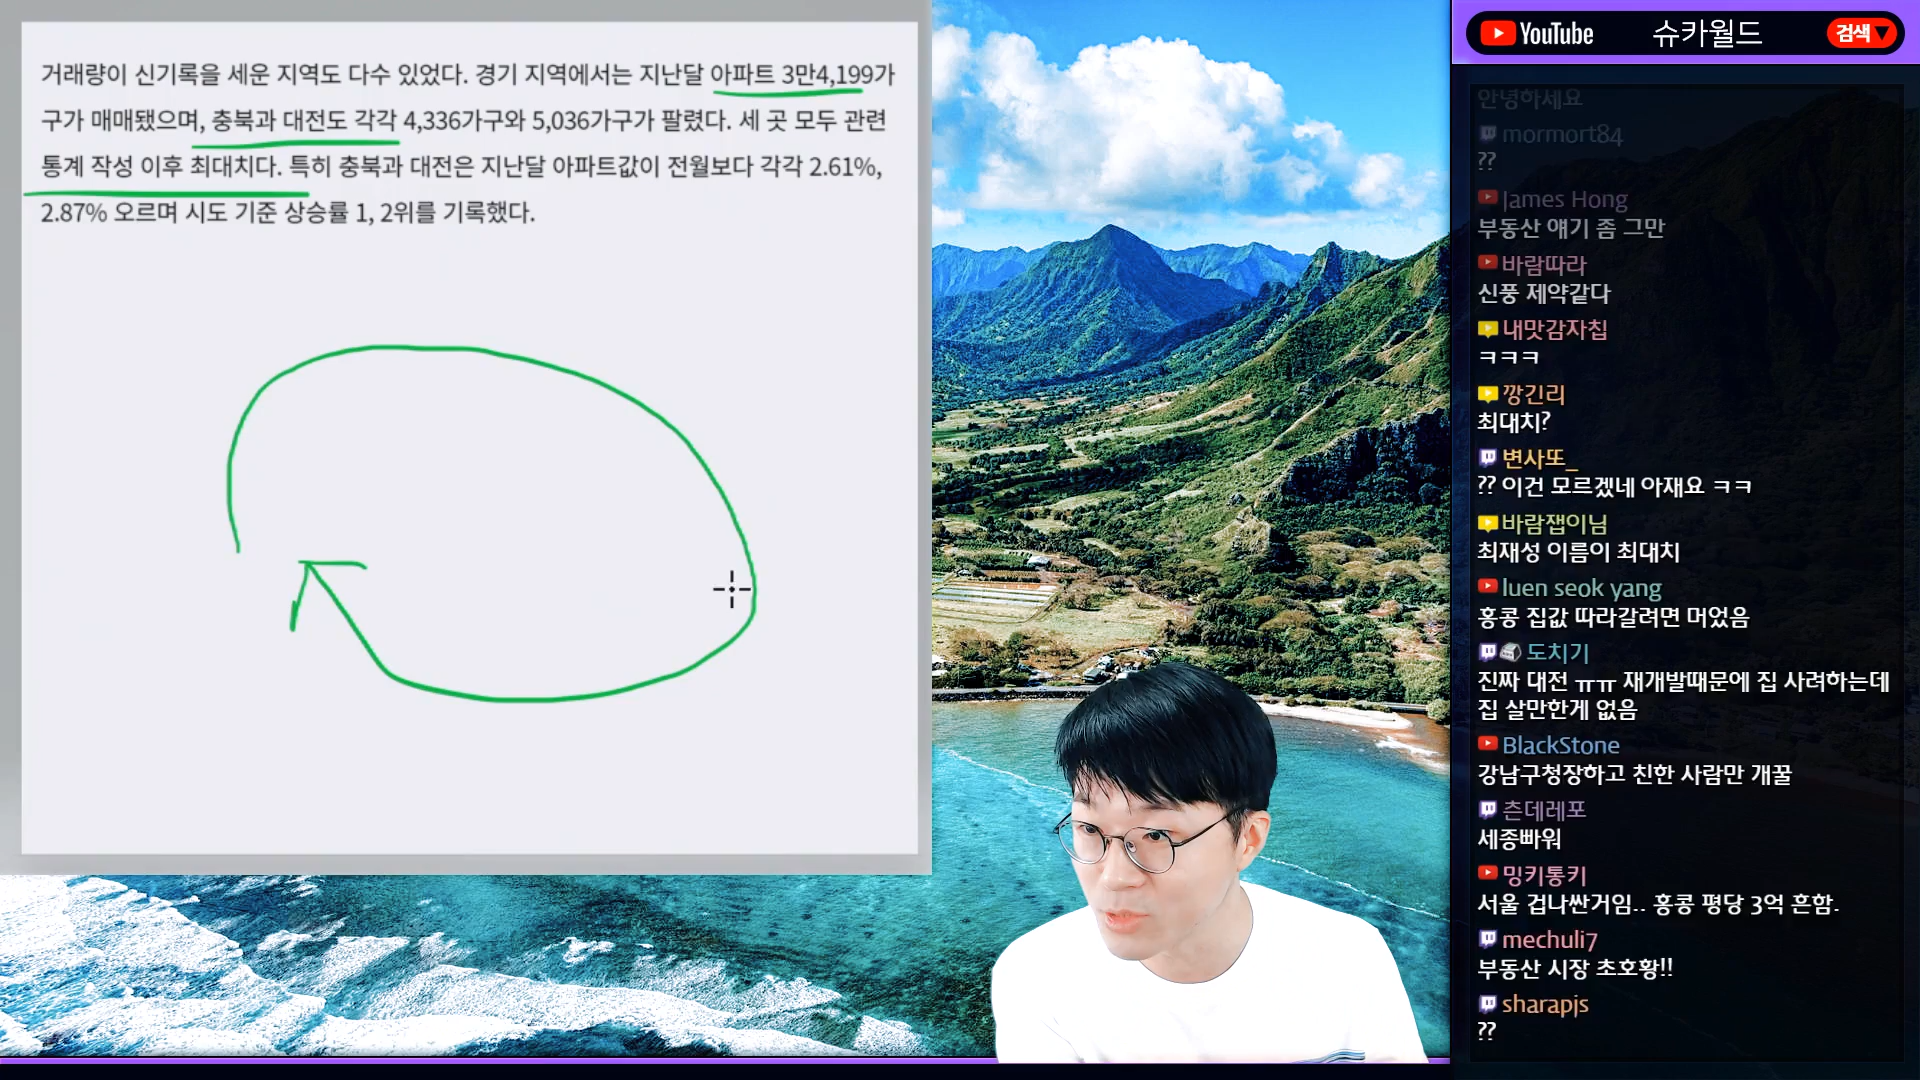 거래량이 신기록을 세운 지역도 다수 있었다. 경기 지역에서는 지난달 아파트 3만4,199가
구가 매매됐으며, 충북과 대전도 각각 4,336가구와 5,036가구가 팔렸다. 세 곳 모두 관련
통계 작성 이후 최대치다. 특히 충북과 대전은 지난달 아파트값이 전월보다 각각 2.61%,
2.87% 오르며 시도 기준 상승률 1, 2위를 기록했다.
YouTube 슈카월드 검색▼
안녕하세요
mormort84
??
James Hong
부동산 얘기 좀 그만
바람따라
신풍 제약같다
내맛감자칩
ㅋㅋㅋ
깡긴리
최대치?
변사또_
?? 이건 모르겠네 아재요 ㅋㅋ
바람잽이님
최재성 이름이 최대치
luen seok yang
홍콩 집값 따라갈려면 머었음
도치기
진짜 대전 ㅠㅠ 재개발때문에 집 사려하는데
집 살만한게 없음
BlackStone
강남구청장하고 친한 사람만 개꿀
츤데레포
세종빠워
밍키통키
서울 겁나싼거임.. 홍콩 평당 3억 흔함.
mechuli7
부동산 시장 초호황!!
sharapjs
??